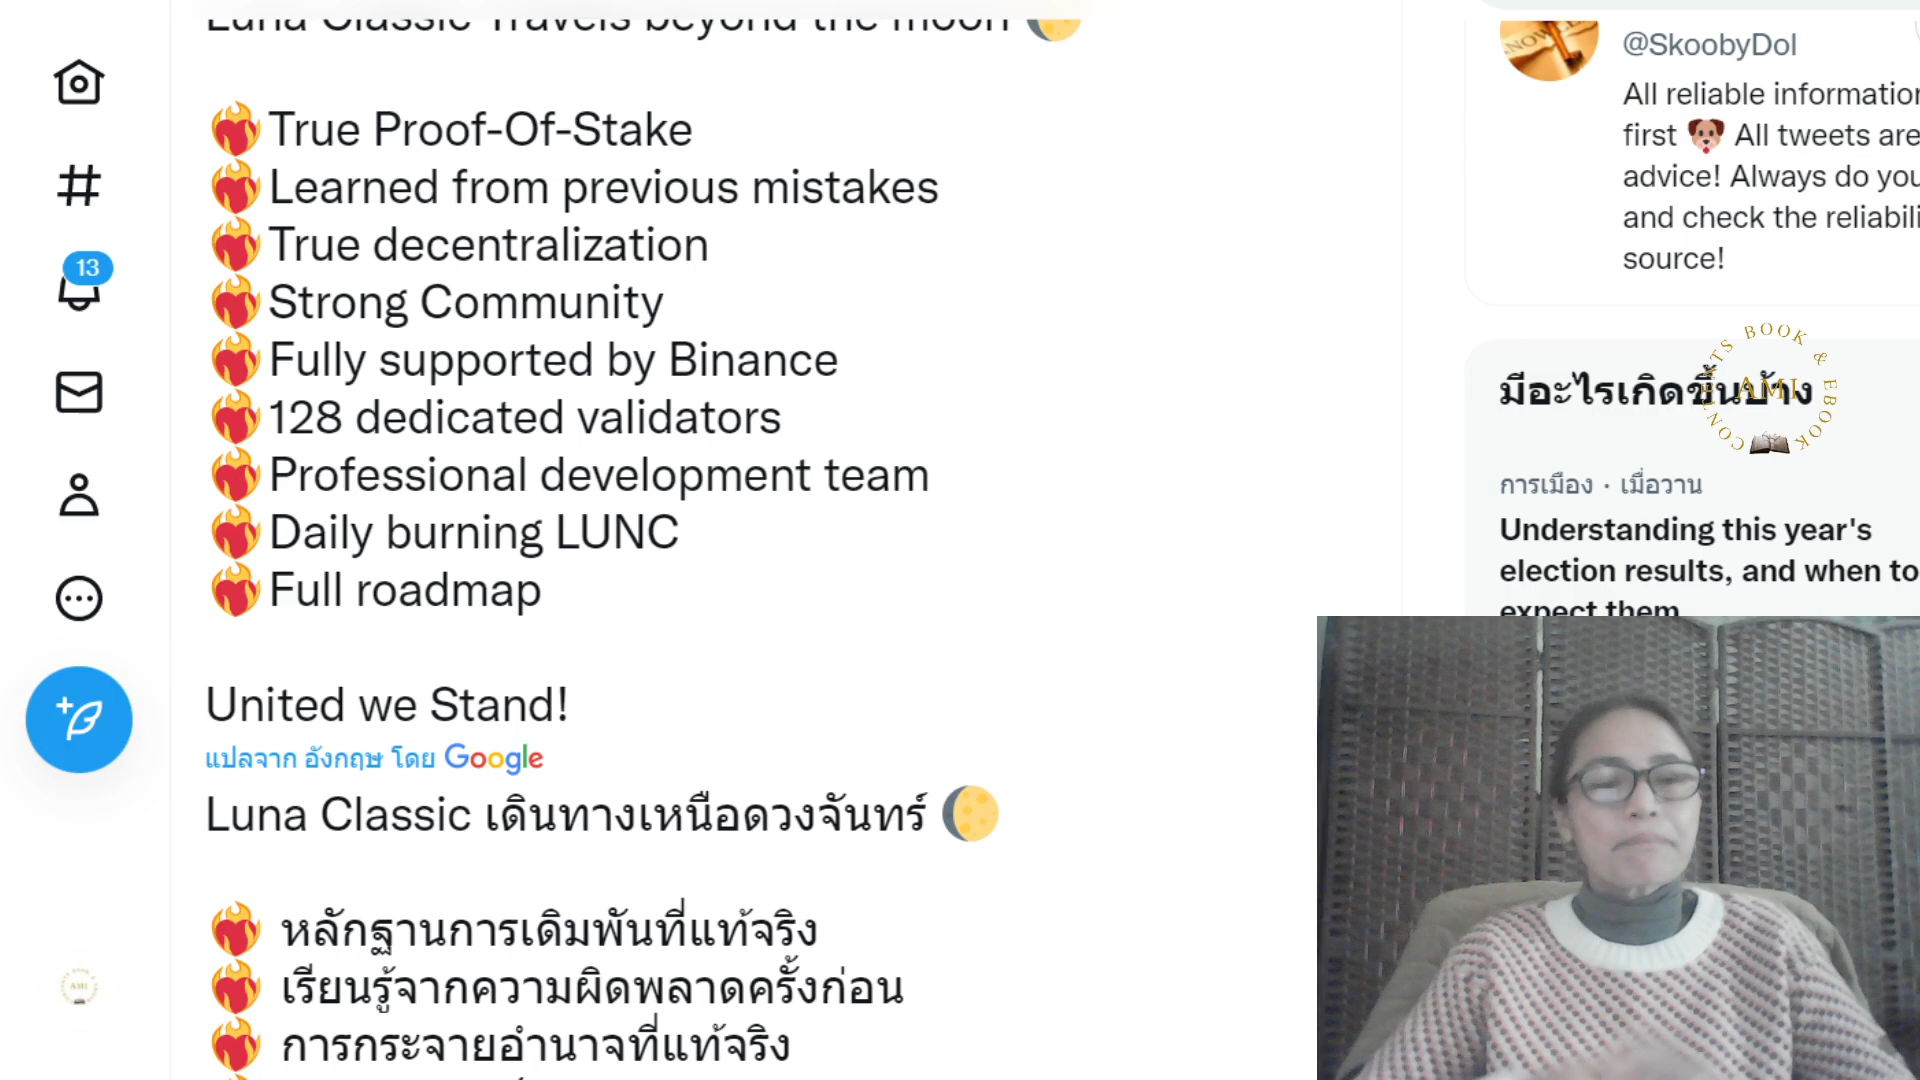 Luna Classic Travels beyond the moon
True Proof-Of-Stake
Learned from previous mistakes
True decentralization
Strong Community
Fully supported by Binance
128 dedicated validators
Professional development team
Daily burning LUNC
Full roadmap
United we Stand!
แปลจาก อังกฤษ โดย Google
Luna Classic เดินทางเหนือดวงจันทร์
หลักฐานการเดิมพันที่แท้จริง
เรียนรู้จากความผิดพลาดครั้งก่อน
การกระจายอำนาจที่แท้จริง
13
@SkoobyDol
All reliable information
first All tweets are
advice! Always do you
and check the reliabili
source!
มีอะไรเกิดขึ้นบ้าง
CONTENTS BOOK & EBOOK
AMI
การเมือง · เมื่อวาน
Understanding this year's
election results, and when to
expect them